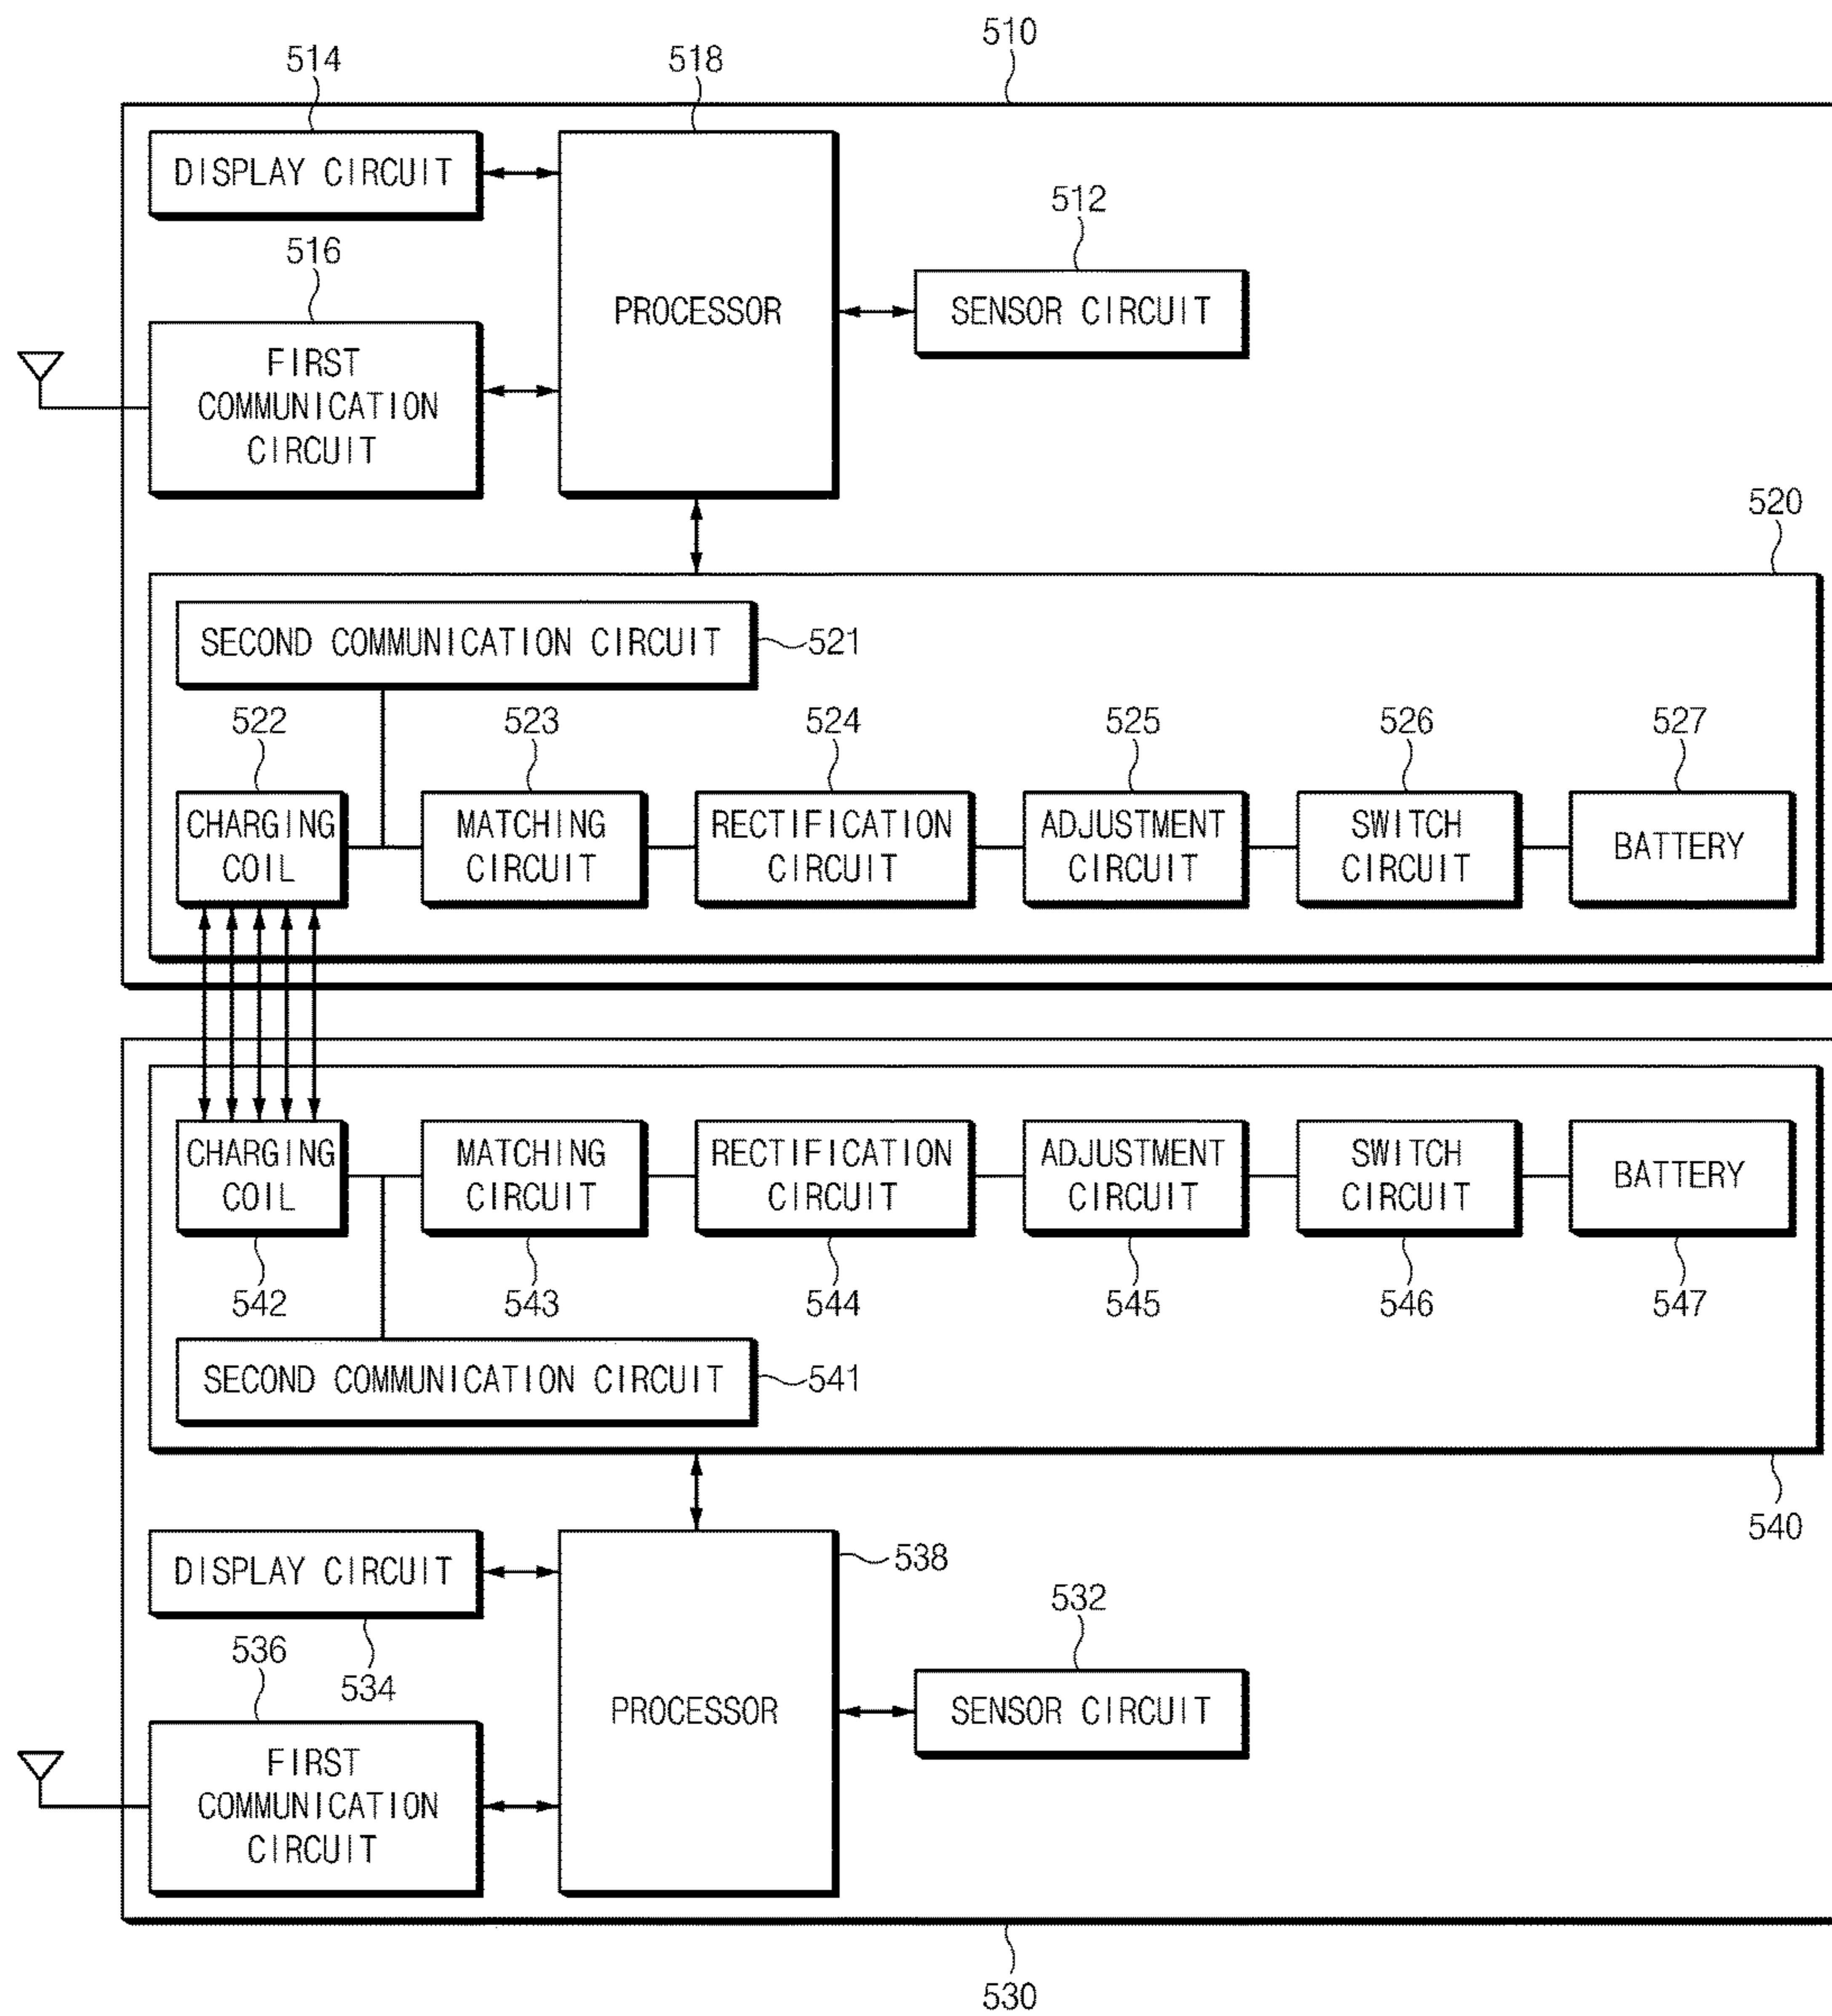 510
514
518
DISPLAY CIRCUIT
512
516
PROCESSOR
SENSOR CIRCUIT
FIRST
COMMUNICATION
CIRCUIT
520
SECOND COMMUNICATION CIRCUIT
521
522
523
524
525
526
527
CHARGING
COIL
MATCHING
CIRCUIT
RECTIFICATION
CIRCUIT
ADJUSTMENT
CIRCUIT
SWITCH
CIRCUIT
BATTERY
CHARGING
COIL
MATCHING
CIRCUIT
RECTIFICATION
CIRCUIT
ADJUSTMENT
CIRCUIT
SWITCH
CIRCUIT
BATTERY
542
543
544
545
546
547
SECOND COMMUNICATION CIRCUIT
541
540
DISPLAY CIRCUIT
538
532
536
534
PROCESSOR
SENSOR CIRCUIT
FIRST
COMMUNICATION
CIRCUIT
530